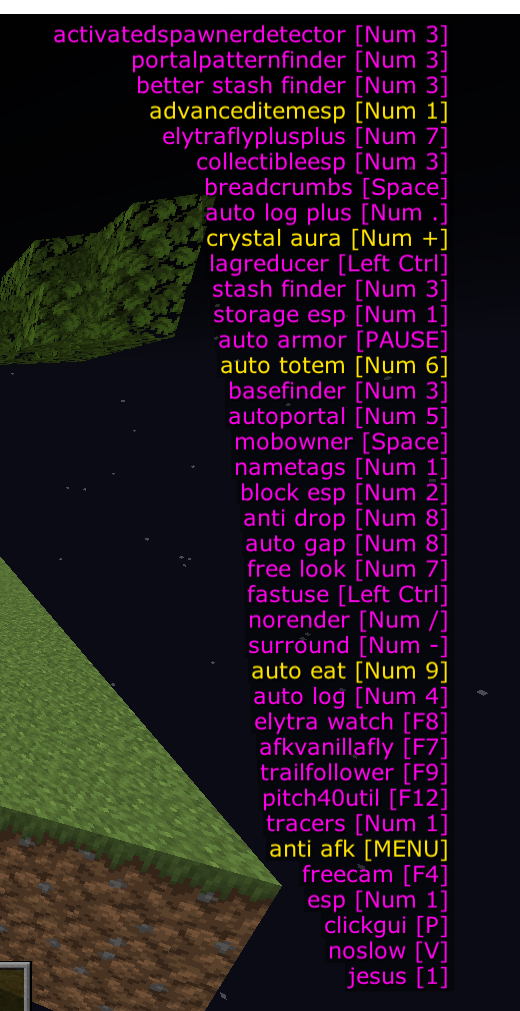 activatedspawnerdetector [Num 3]
portalpatternfinder [Num 3]
better stash finder [Num 3]
advanceditemesp [Num 1]
elytraflyplusplus [Num 7]
collectibleesp [Num 3]
breadcrumbs [Space]
auto log plus [Num .]
crystal aura [Num +]
lagreducer [Left Ctrl]
stash finder [Num 3]
storage esp [Num 1]
auto armor [PAUSE]
auto totem [Num 6]
basefinder [Num 3]
autoportal [Num 5]
mobowner [Space]
nametags [Num 1]
block esp [Num 2]
anti drop [Num 8]
auto gap [Num 8]
free look [Num 7]
fastuse [Left Ctrl]
norender [Num /]
surround [Num -]
auto eat [Num 9]
auto log [Num 4]
elytra watch [F8]
afkvanillafly [F7]
trailfollower [F9]
pitch40util [F12]
tracers [Num 1]
anti afk [MENU]
freecam [F4]
esp [Num 1]
clickgui [P]
noslow [V]
jesus [1]